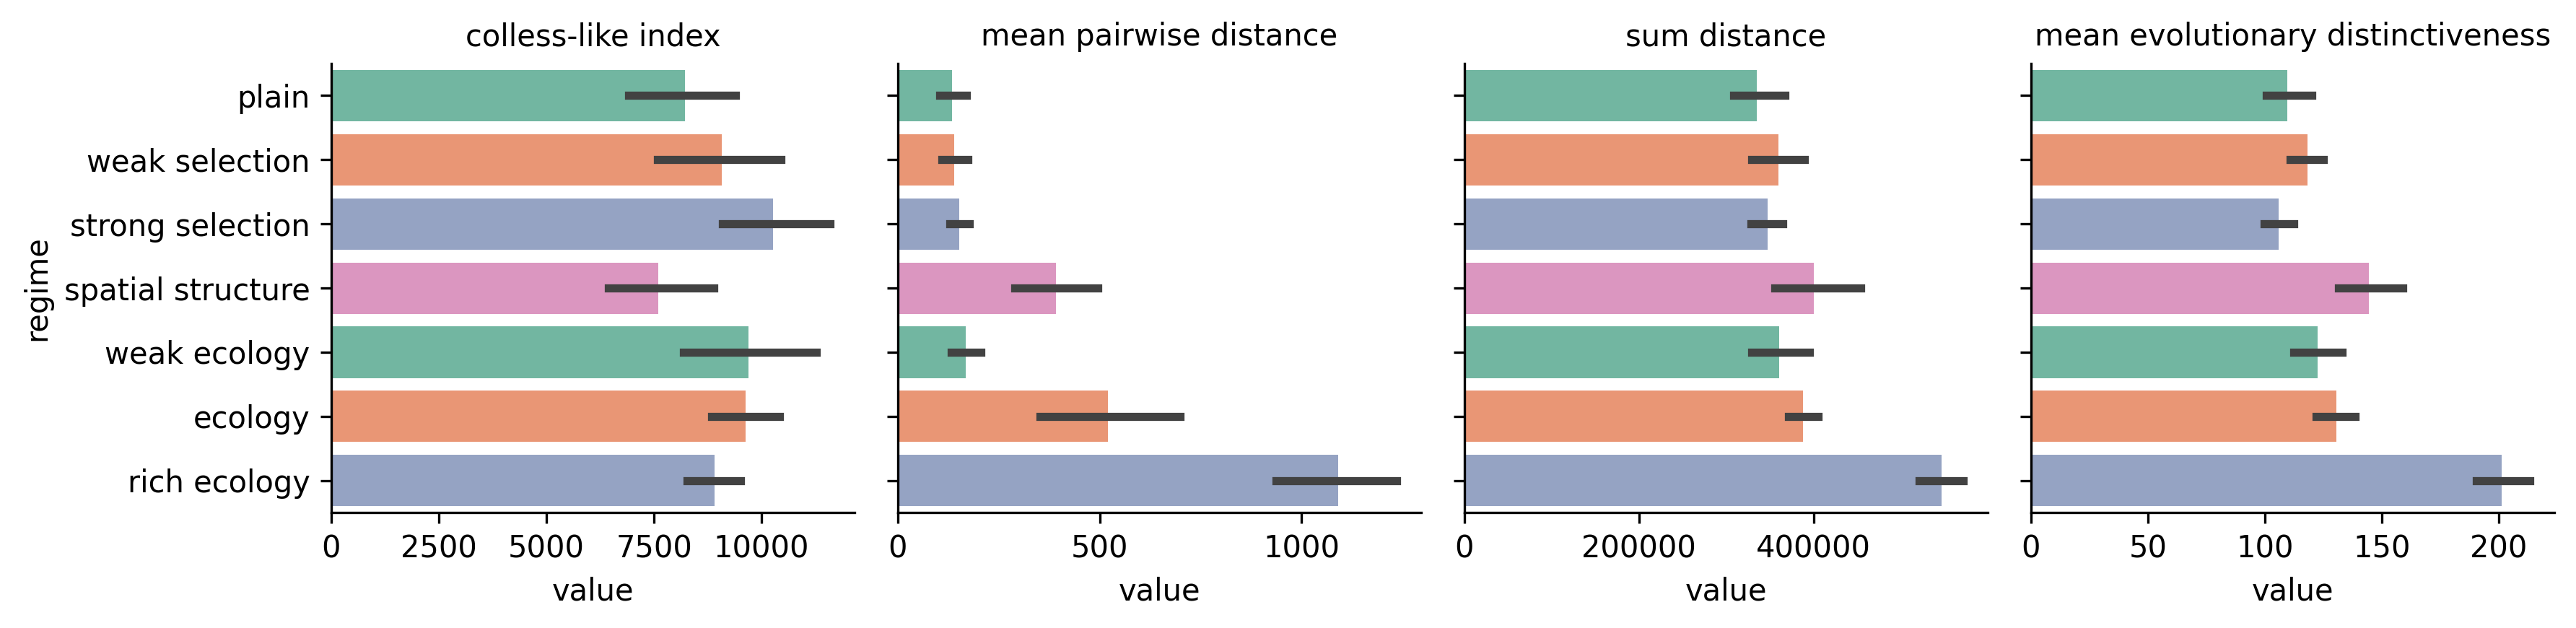 colless-like index
mean pairwise distance
sum distance
mean evolutionary distinctiveness
regime
plain
weak selection
strong selection
spatial structure
weak ecology
ecology
rich ecology
0 2500 5000 7500 10000
0 500 1000
0 200000 400000
0 50 100 150 200
value
value
value
value